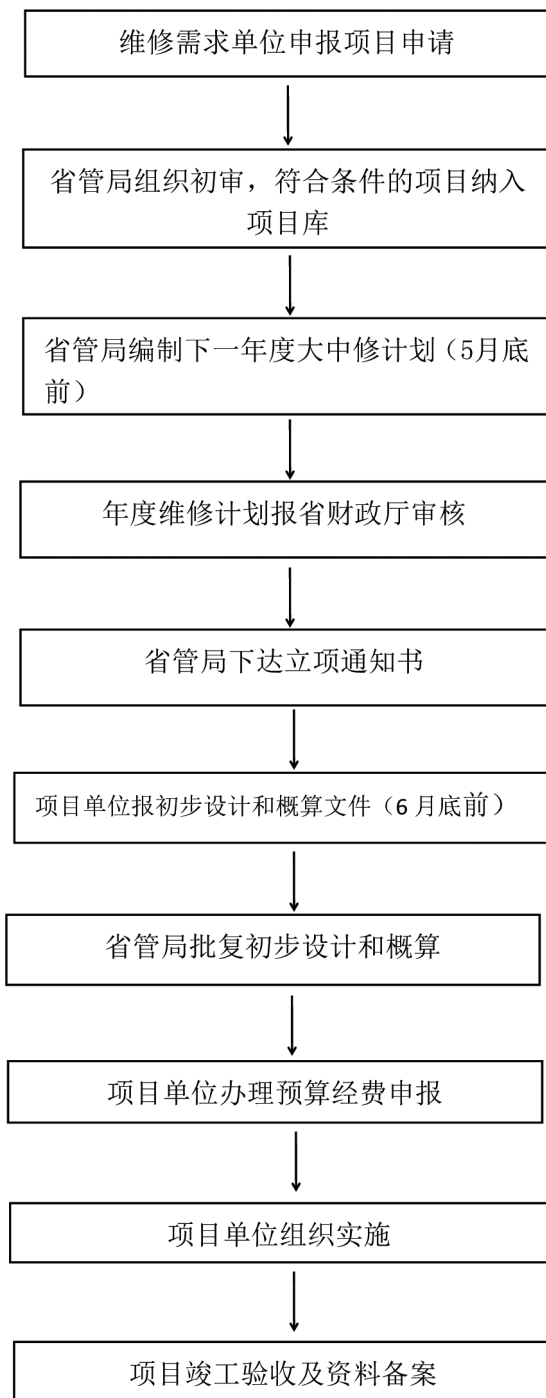 维修需求单位申报项目申请
省管局组织初审，符合条件的项目纳入
项目库
省管局编制下一年度大中修计划（5月底
前）
年度维修计划报省财政厅审核
省管局下达立项通知书
项目单位报初步设计和概算文件（6 月底前）
省管局批复初步设计和概算
项目单位办理预算经费申报
项目单位组织实施
项目竣工验收及资料备案